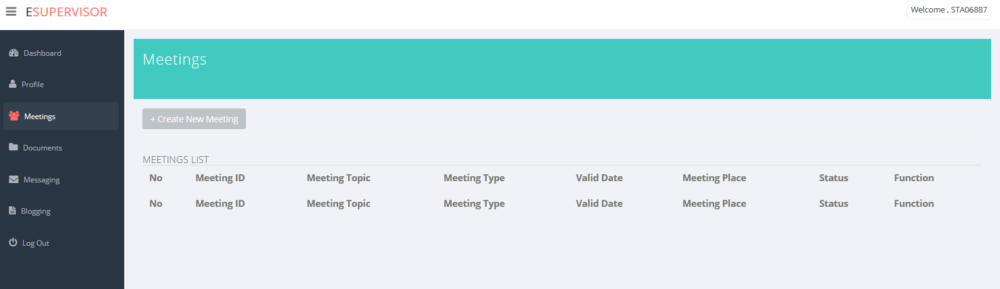 ESUPERVISOR
Welcome , STA06887
Dashboard
Profile
Meetings
Documents
Messaging
Blogging
Log Out
Meetings
+ Create New Meeting
MEETINGS LIST
No Meeting ID Meeting Topic Meeting Type Valid Date Meeting Place Status Function
No Meeting ID Meeting Topic Meeting Type Valid Date Meeting Place Status Function